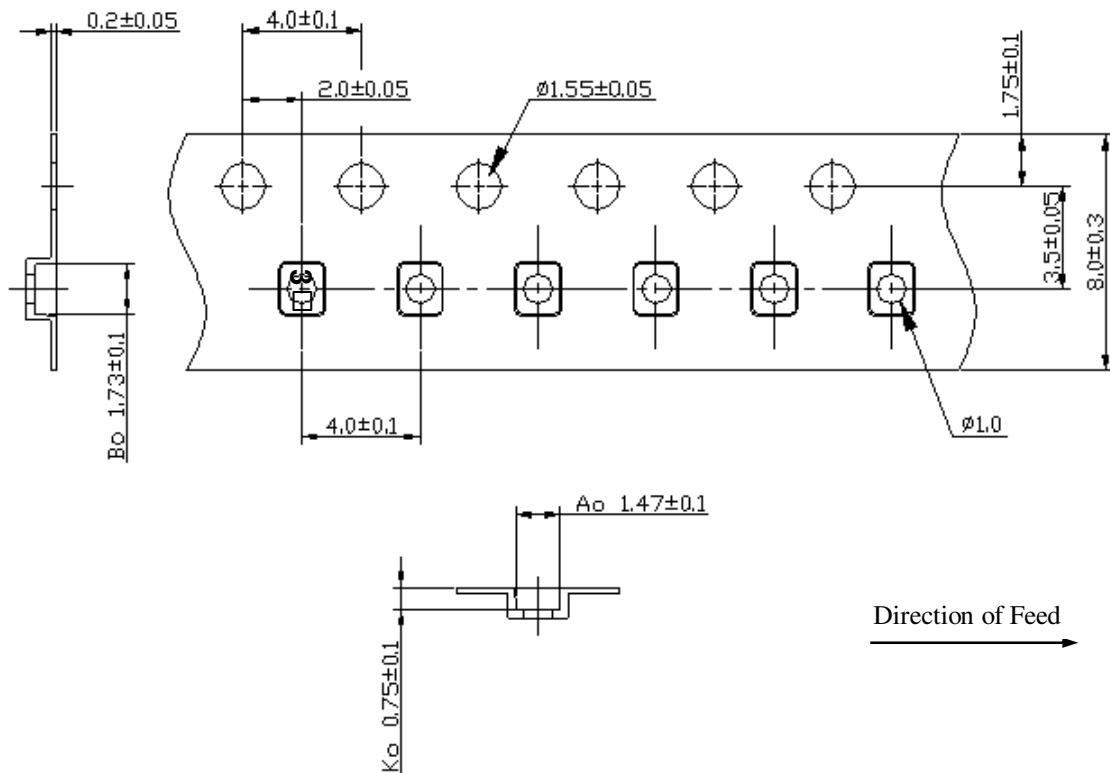 0.2±0.05
4.0±0.1
2.0±0.05
ø1.55±0.05
1.75±0.1
3.5±0.05
8.0±0.3
3
Bo 1.73±0.1
4.0±0.1
ø1.0
Ao 1.47±0.1
Ko 0.75±0.1
Direction of Feed